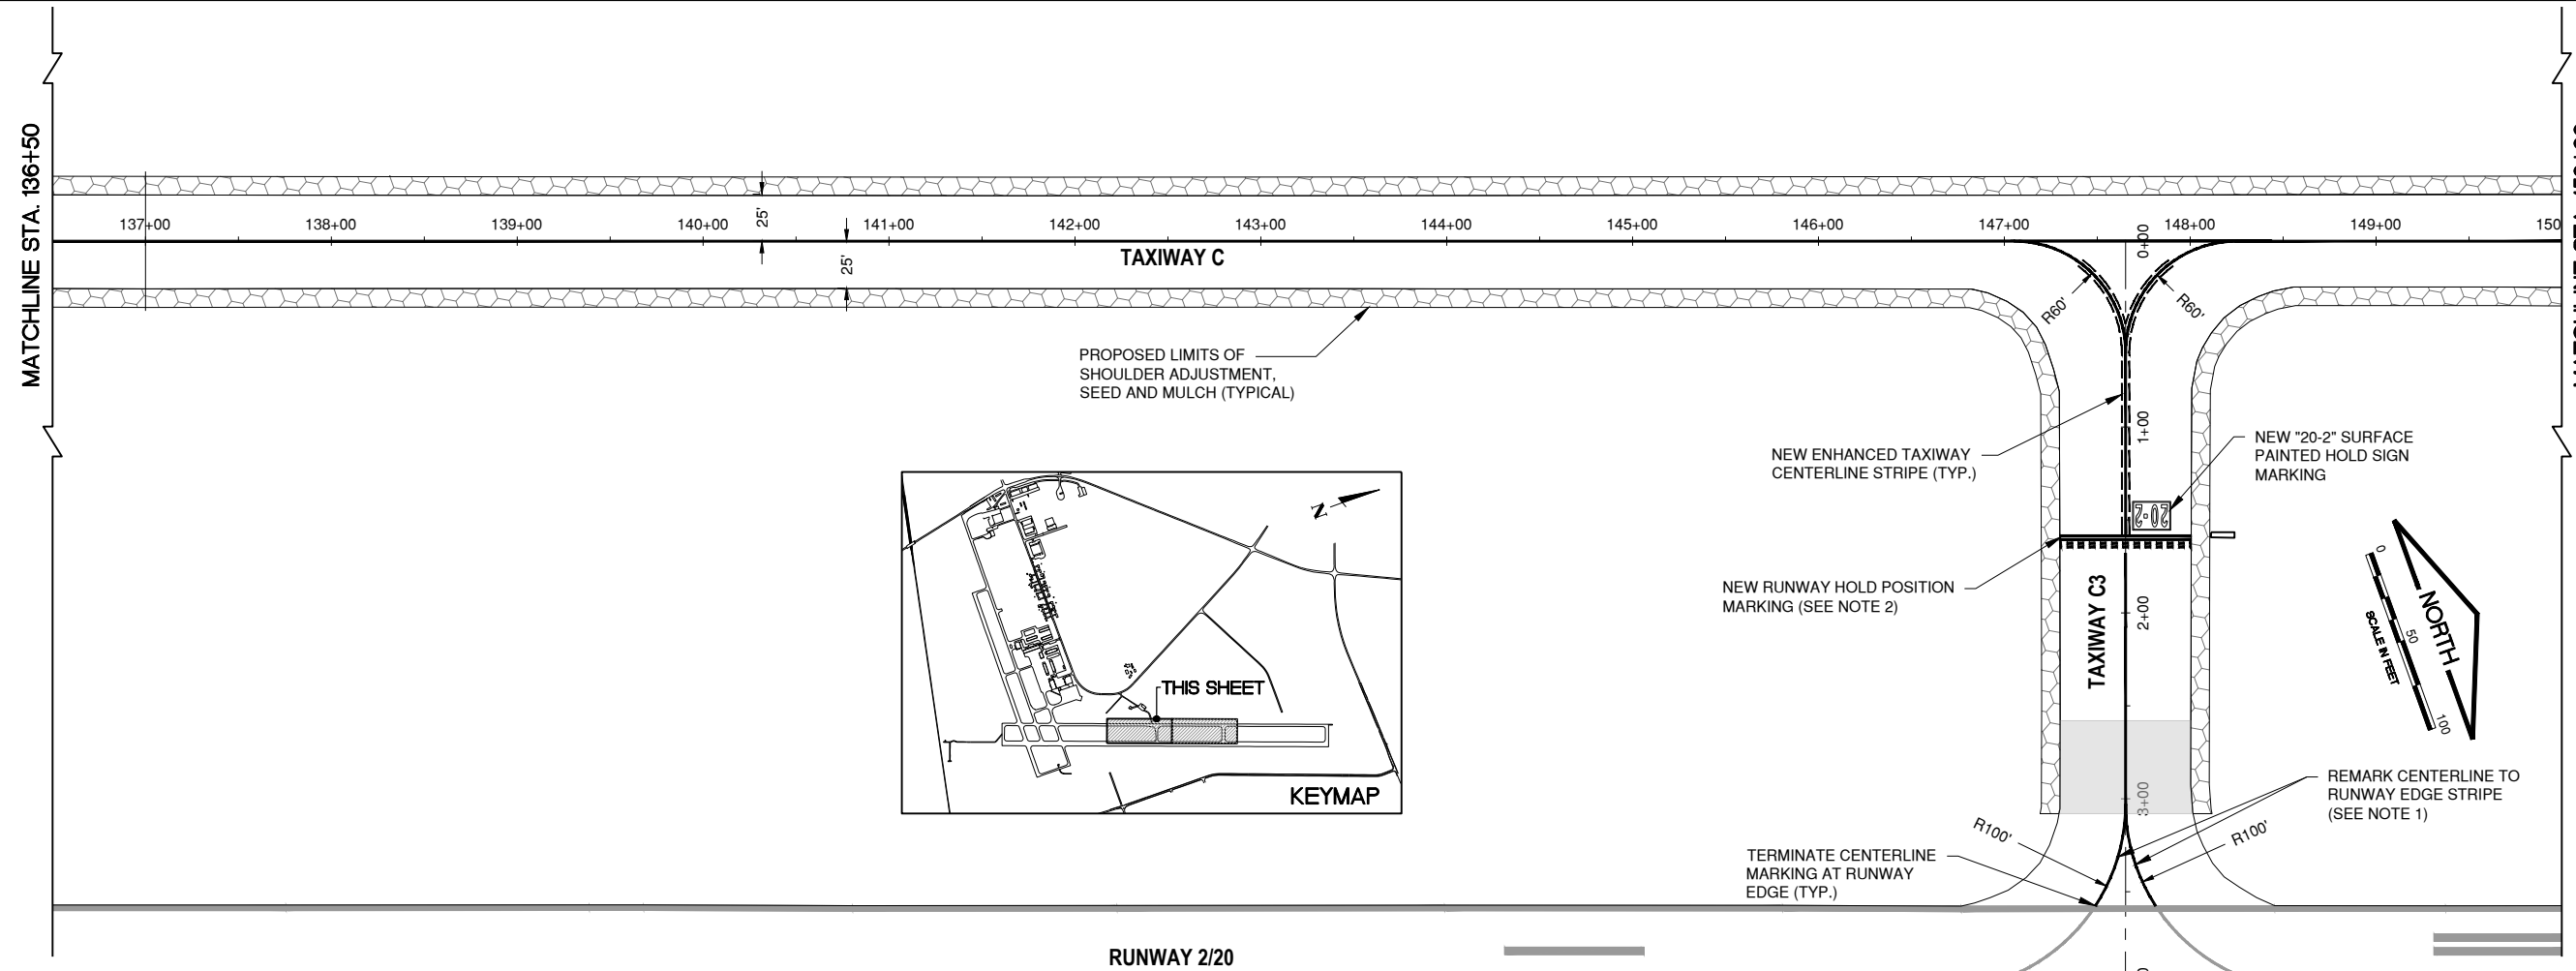 MATCHLINE STA. 136+50
137+00 138+00 139+00 140+00 141+00 142+00 143+00 144+00 145+00 146+00 147+00 148+00 149+00 150
25'
25'
TAXIWAY C
0+00
R60'
R60'
PROPOSED LIMITS OF
SHOULDER ADJUSTMENT,
SEED AND MULCH (TYPICAL)
1+00
NEW ENHANCED TAXIWAY
CENTERLINE STRIPE (TYP.)
NEW "20-2" SURFACE
PAINTED HOLD SIGN
MARKING
20-2
NEW RUNWAY HOLD POSITION
MARKING (SEE NOTE 2)
TAXIWAY C3
2+00
NORTH
0
50
100
SCALE IN FEET
N
THIS SHEET
KEYMAP
3+00
REMARK CENTERLINE TO
RUNWAY EDGE STRIPE
(SEE NOTE 1)
R100'
R100'
TERMINATE CENTERLINE
MARKING AT RUNWAY
EDGE (TYP.)
RUNWAY 2/20